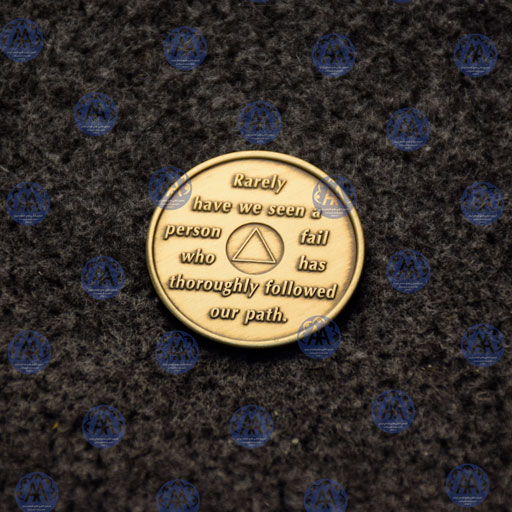 Rarely
have we seen a
person fail
who has
thoroughly followed
our path.